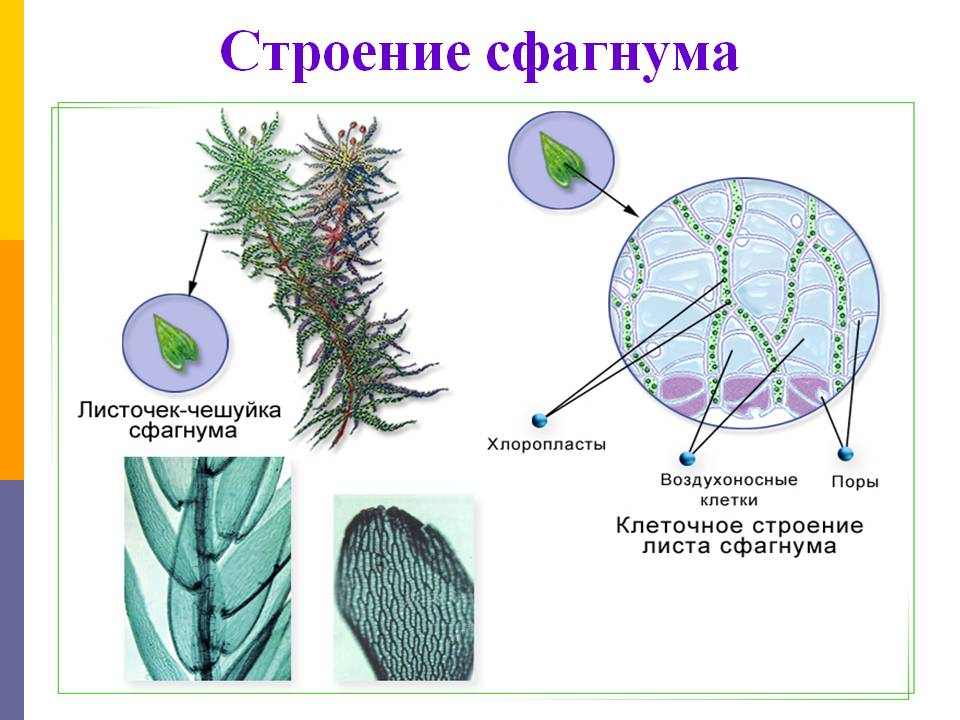 Строение сфагнума
Листочек-чешуйка
сфагнума
Хлоропласты
Воздухоносные
клетки
Поры
Клеточное строение
листа сфагнума